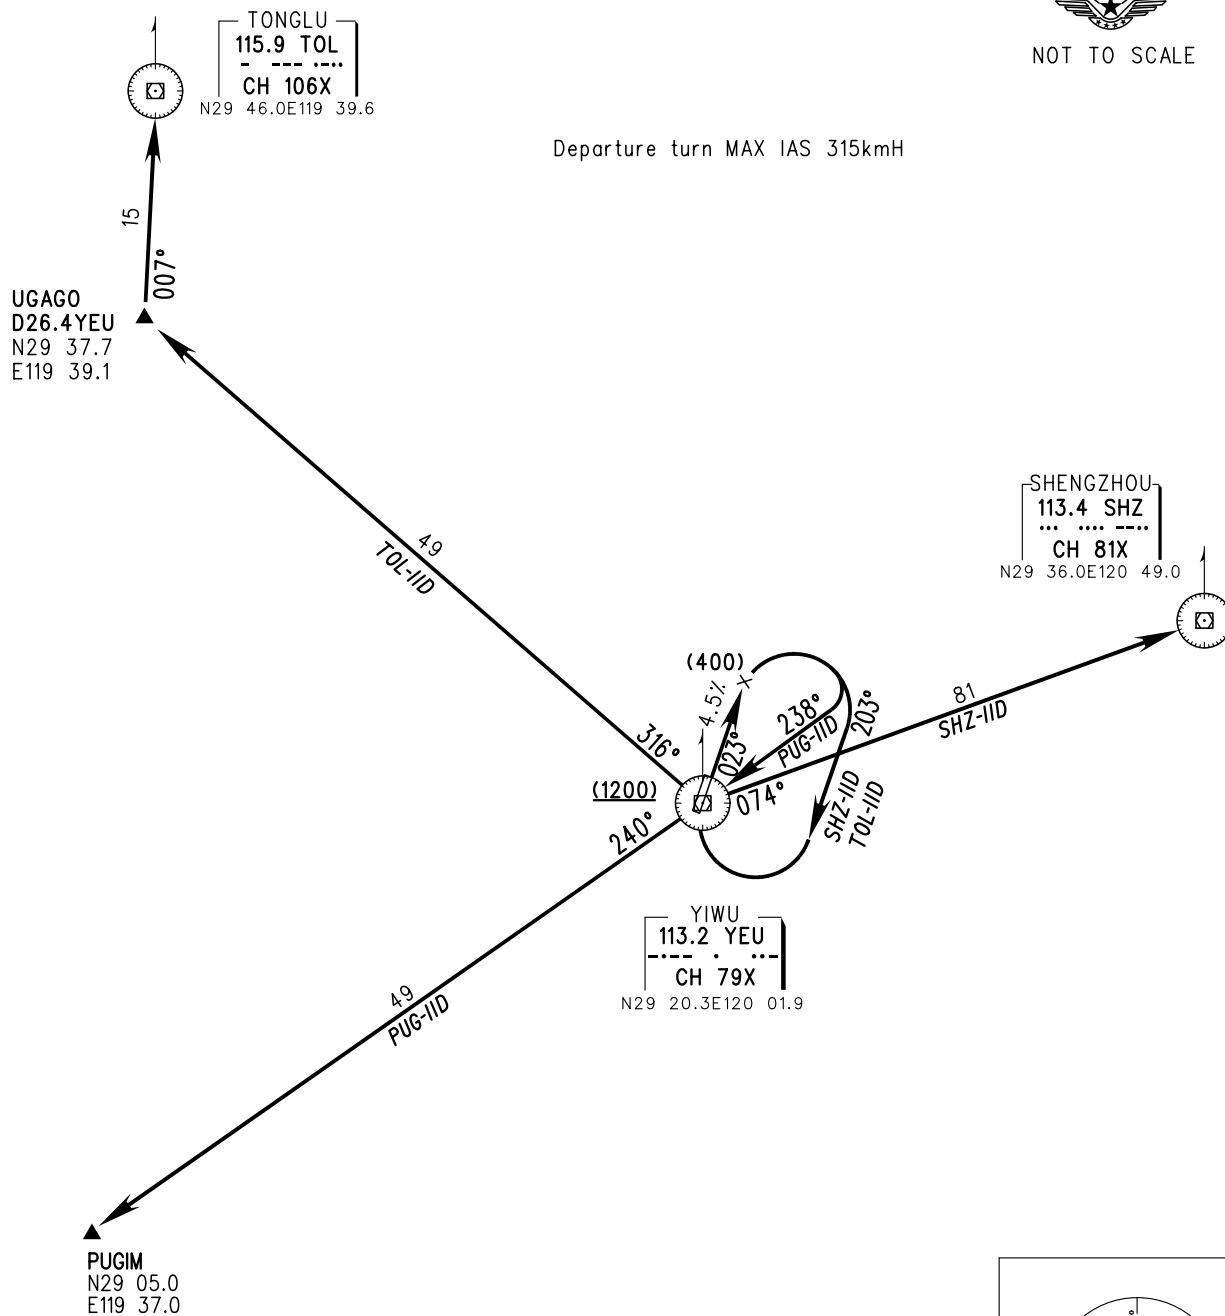 NOT TO SCALE
TONGLU
115.9 TOL
- --- ·-··
CH 106X
N29 46.0E119 39.6
Departure turn MAX IAS 315kmH
15
007°
UGAGO
D26.4YEU
N29 37.7
E119 39.1
49
TOL-IID
SHENGZHOU
113.4 SHZ
··· ···· --··
CH 81X
N29 36.0E120 49.0
(400)
4.5%
023°
238°
PUG-IID
203°
81
SHZ-IID
316°
(1200)
074°
SHZ-IID
TOL-IID
240°
YIWU
113.2 YEU
-·-- · ··-
CH 79X
N29 20.3E120 01.9
49
PUG-IID
PUGIM
N29 05.0
E119 37.0